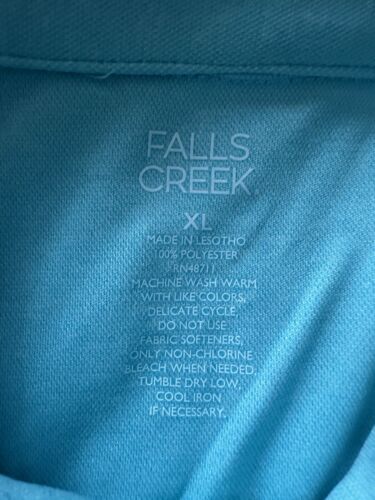 FALLS
CREEK.
XL
MADE IN LESOTHO
100% POLYESTER
RN48711
MACHINE WASH WARM
WITH LIKE COLORS,
DELICATE CYCLE,
DO NOT USE
FABRIC SOFTENERS,
ONLY NON-CHLORINE
BLEACH WHEN NEEDED,
TUMBLE DRY LOW,
COOL IRON
IF NECESSARY.